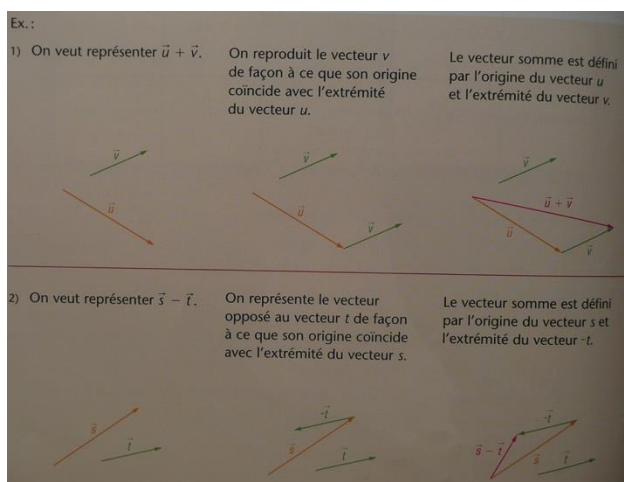 Ex.:
1) On veut représenter u⃗ + v⃗.
On reproduit le vecteur v
de façon à ce que son origine
coïncide avec l'extrémité
du vecteur u.
Le vecteur somme est défini
par l'origine du vecteur u
et l'extrémité du vecteur v.
v⃗
u⃗
v⃗
u⃗
v⃗
v⃗
u⃗ + v⃗
u⃗
v⃗
2) On veut représenter s⃗ − t⃗.
On représente le vecteur
opposé au vecteur t de façon
à ce que son origine coïncide
avec l'extrémité du vecteur s.
Le vecteur somme est défini
par l'origine du vecteur s et
l'extrémité du vecteur -t.
s⃗
t⃗
-t⃗
s⃗
t⃗
-t⃗
s⃗ − t⃗
s⃗
t⃗